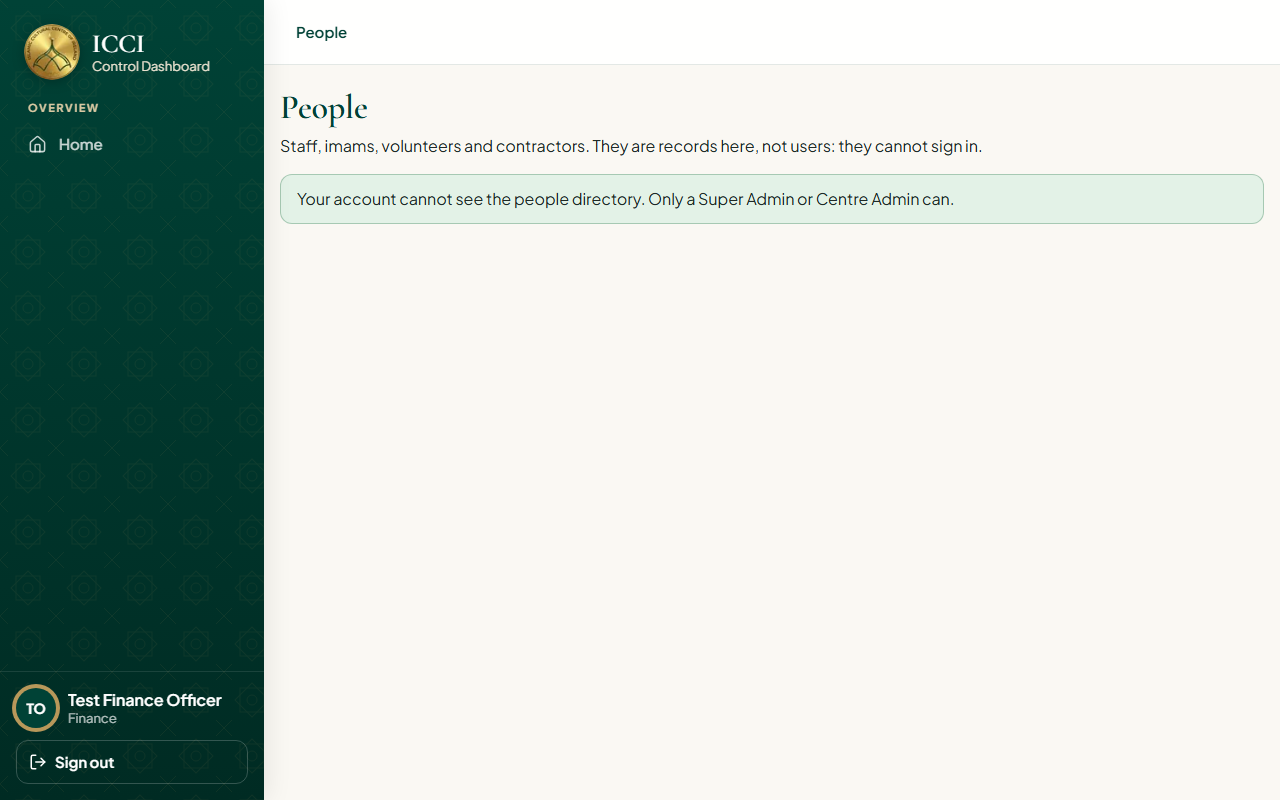 ICCI
Control Dashboard
OVERVIEW
Home
TO
Test Finance Officer
Finance
Sign out
People
People
Staff, imams, volunteers and contractors. They are records here, not users: they cannot sign in.
Your account cannot see the people directory. Only a Super Admin or Centre Admin can.